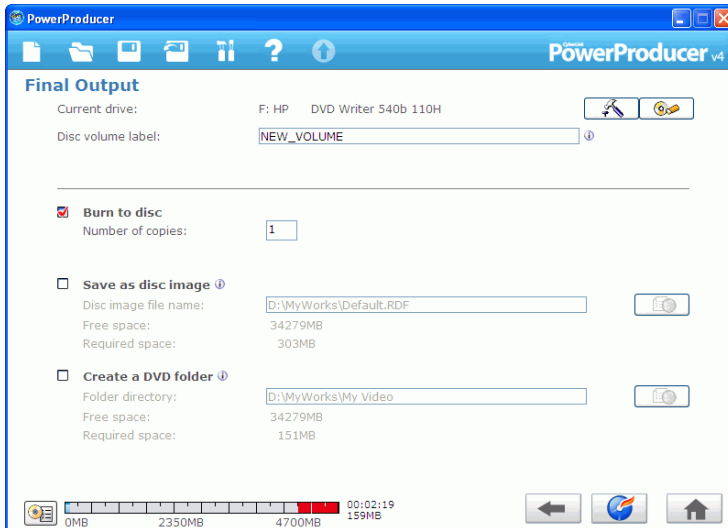 PowerProducer
CyberLink
PowerProducer v4
Final Output
Current drive: F: HP DVD Writer 540b 110H
Disc volume label: NEW_VOLUME
Burn to disc
Number of copies: 1
Save as disc image
Disc image file name: D:\MyWorks\Default.RDF
Free space: 34279MB
Required space: 303MB
Create a DVD folder
Folder directory: D:\MyWorks\My Video
Free space: 34279MB
Required space: 151MB
00:02:19
159MB
0MB 2350MB 4700MB